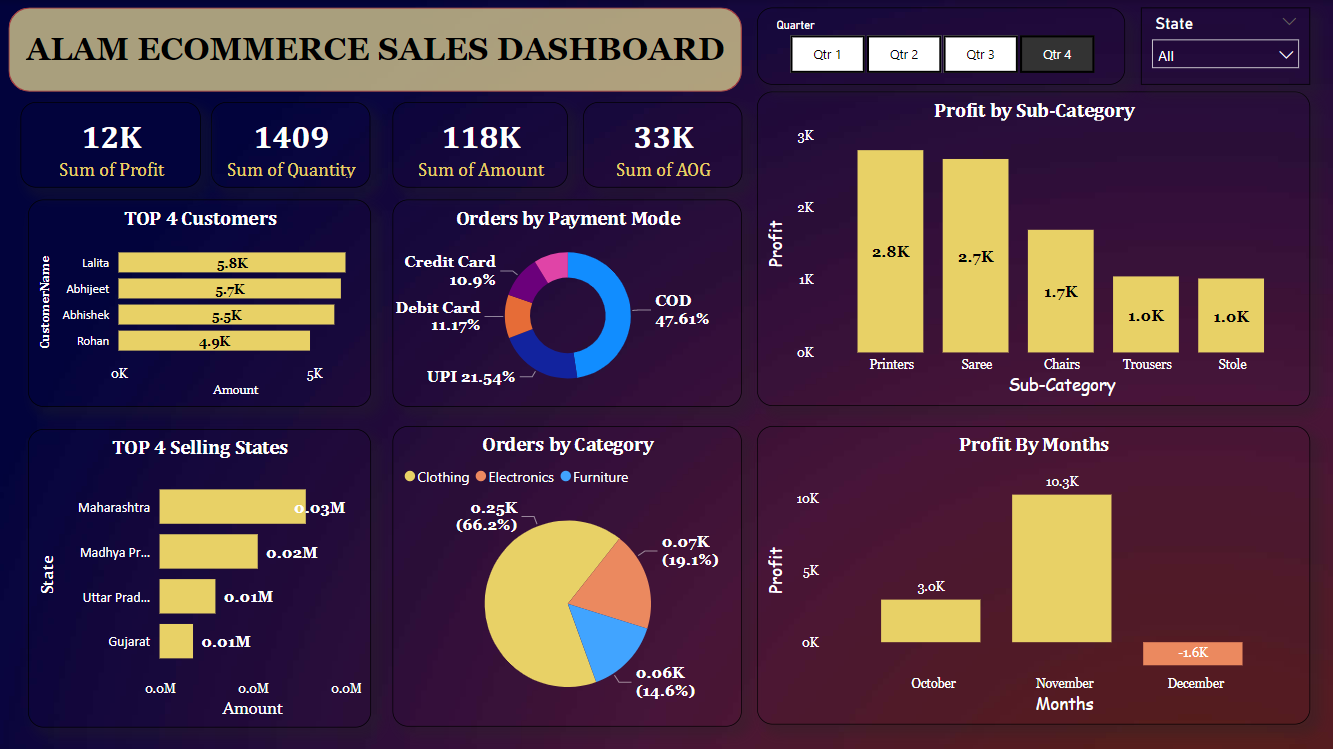 ALAM ECOMMERCE SALES DASHBOARD
Quarter
Qtr 1
Qtr 2
Qtr 3
Qtr 4
State
All
12K
Sum of Profit
1409
Sum of Quantity
118K
Sum of Amount
33K
Sum of AOG
TOP 4 Customers
CustomerName
Lalita
5.8K
Abhijeet
5.7K
Abhishek
5.5K
Rohan
4.9K
0K
5K
Amount
Orders by Payment Mode
Credit Card
10.9%
Debit Card
11.17%
UPI 21.54%
COD
47.61%
Profit by Sub-Category
Profit
3K
2K
1K
0K
2.8K
2.7K
1.7K
1.0K
1.0K
Printers
Saree
Chairs
Trousers
Stole
Sub-Category
TOP 4 Selling States
State
Maharashtra
0.03M
Madhya Pr...
0.02M
Uttar Prad...
0.01M
Gujarat
0.01M
0.0M
0.0M
0.0M
Amount
Orders by Category
Clothing
Electronics
Furniture
0.25K
(66.2%)
0.07K
(19.1%)
0.06K
(14.6%)
Profit By Months
Profit
10K
5K
0K
3.0K
10.3K
-1.6K
October
November
December
Months